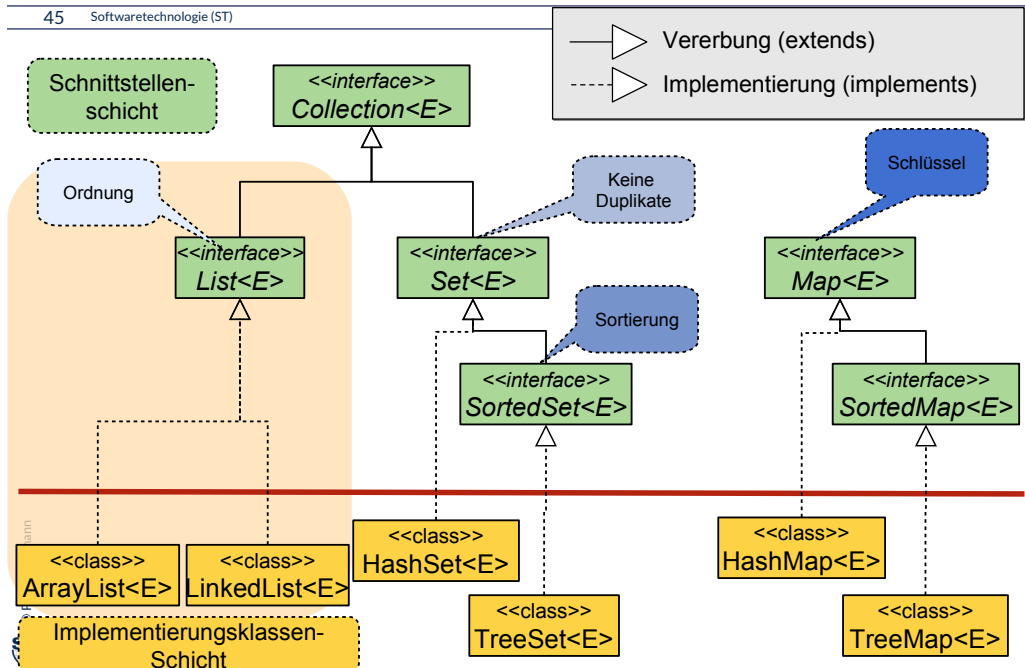 45 Softwaretechnologie (ST)
Vererbung (extends)
Implementierung (implements)
Schnittstellen-
schicht
<<interface>>
Collection<E>
Ordnung
Keine
Duplikate
Schlüssel
<<interface>>
List<E>
<<interface>>
Set<E>
<<interface>>
Map<E>
Sortierung
<<interface>>
SortedSet<E>
<<interface>>
SortedMap<E>
<<class>>
ArrayList<E>
<<class>>
LinkedList<E>
<<class>>
HashSet<E>
<<class>>
HashMap<E>
<<class>>
TreeSet<E>
<<class>>
TreeMap<E>
Implementierungsklassen-
Schicht